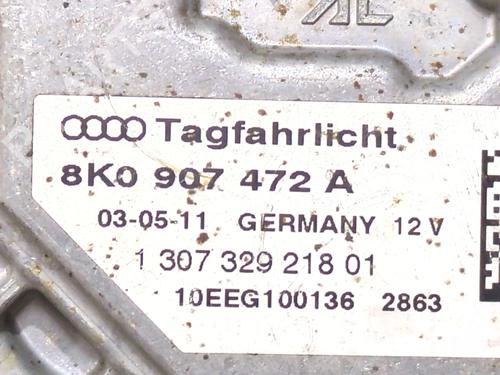 Tagfahrlicht
8K0 907 472 A
03-05-11 GERMANY 12 V
1 307 329 218 01
10EEG100136 2863